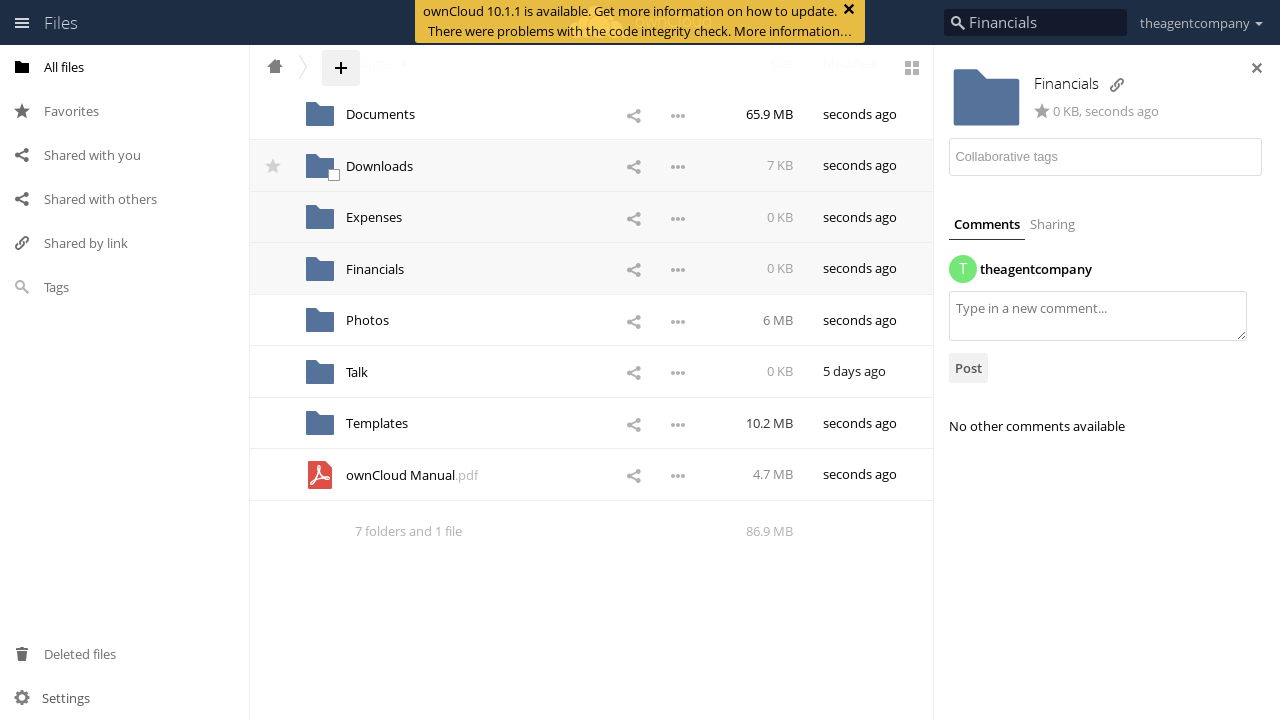 Files
ownCloud 10.1.1 is available. Get more information on how to update.
There were problems with the code integrity check. More information…
Financials
theagentcompany
All files
Favorites
Shared with you
Shared with others
Shared by link
Tags
Deleted files
Settings
Documents 65.9 MB seconds ago
Downloads 7 KB seconds ago
Expenses 0 KB seconds ago
Financials 0 KB seconds ago
Photos 6 MB seconds ago
Talk 0 KB 5 days ago
Templates 10.2 MB seconds ago
ownCloud Manual.pdf 4.7 MB seconds ago
7 folders and 1 file 86.9 MB
Financials
0 KB, seconds ago
Collaborative tags
Comments Sharing
T theagentcompany
Type in a new comment...
Post
No other comments available